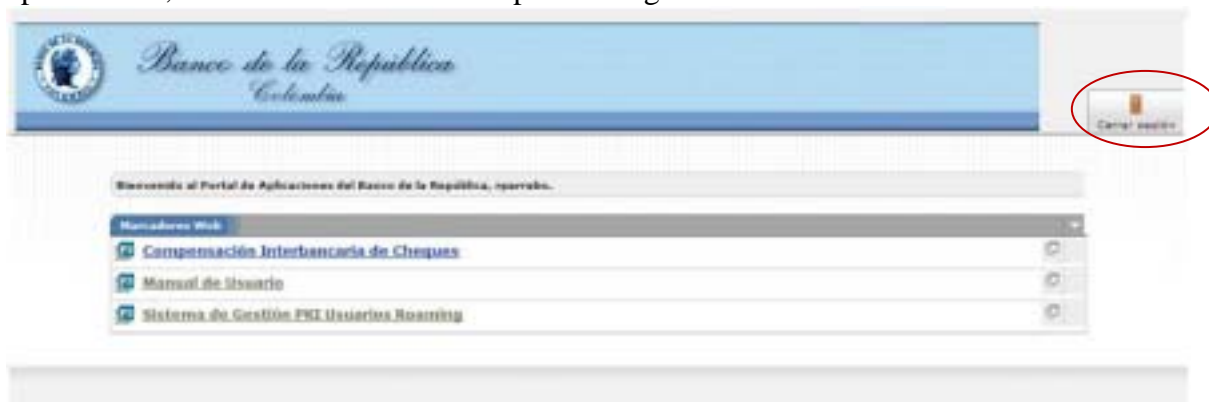 Banco de la República
Colombia
Cerrar sesión
Bienvenido al Portal de Aplicaciones del Banco de la República,
Marcadores Web
Compensación Interbancaria de Cheques
Manual de Usuario
Sistema de Gestión PKI Usuarios Roaming